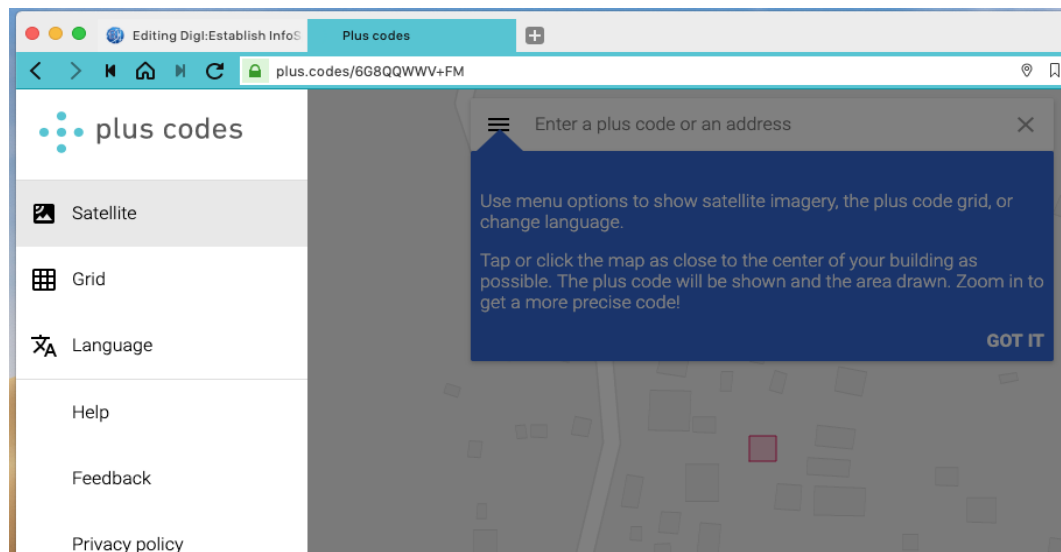 Editing DigI:Establish InfoS
Plus codes
plus.codes/6G8QQWWV+FM
plus codes
Enter a plus code or an address
Use menu options to show satellite imagery, the plus code grid, or
change language.
Tap or click the map as close to the center of your building as
possible. The plus code will be shown and the area drawn. Zoom in to
get a more precise code!
GOT IT
Satellite
Grid
Language
Help
Feedback
Privacy policy